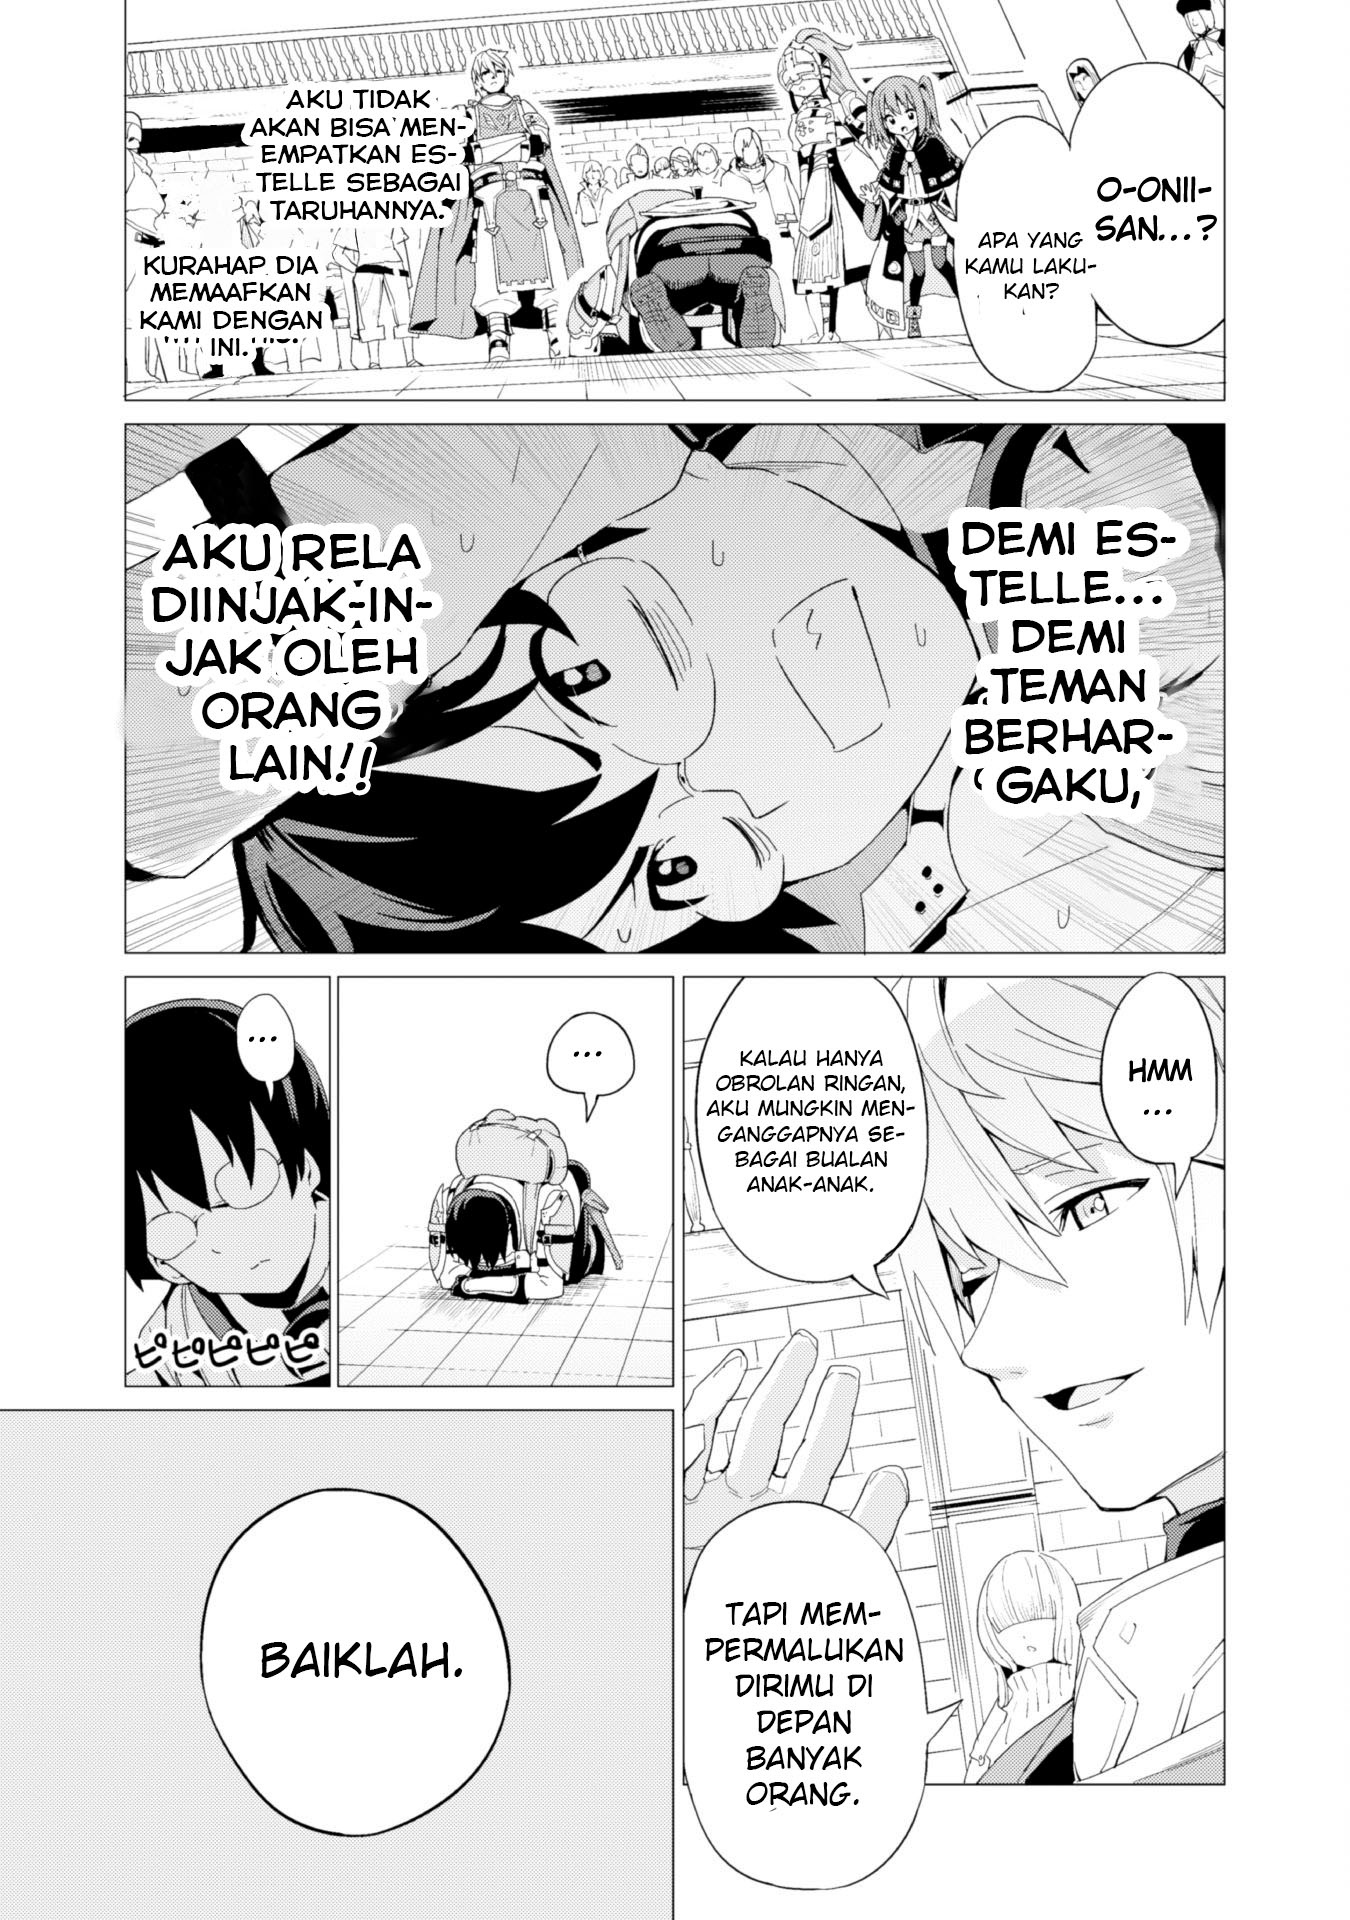 O-ONII-
SAN...?
APA YANG
KAMU LAKU-
KAN?
AKU TIDAK
AKAN BISA MEN-
EMPATKAN ES-
TELLE SEBAGAI
TARUHANNYA.
KURAHAP DIA
MEMAAFKAN
KAMI DENGAN
INI.
DEMI ES-
TELLE...
DEMI
TEMAN
BERHAR-
GAKU,
AKU RELA
DIINJAK-IN-
JAK OLEH
ORANG
LAIN!!
HMM
...
KALAU HANYA
OBROLAN RINGAN,
AKU MUNGKIN MEN-
GANGGAPNYA SE-
BAGAI BUALAN
ANAK-ANAK.
TAPI MEM-
PERMALUKAN
DIRIMU DI
DEPAN
BANYAK
ORANG.
...
...
ピピピピピ
BAIKLAH.